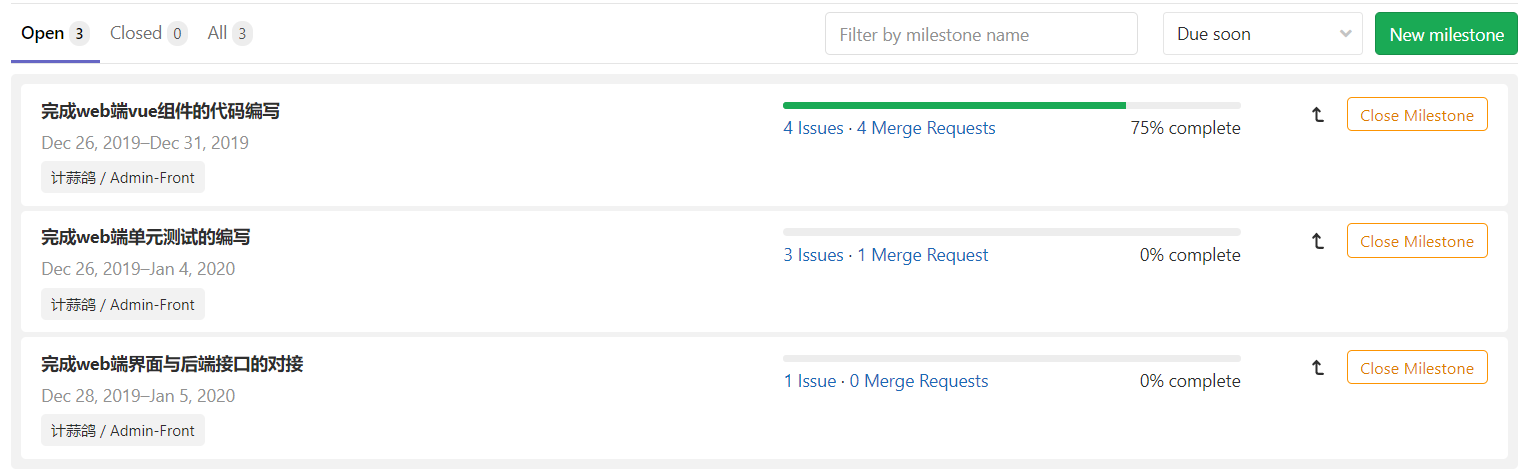 Open 3 Closed 0 All 3 Filter by milestone name Due soon New milestone
完成web端vue组件的代码编写
Dec 26, 2019–Dec 31, 2019
计蒜鸽 / Admin-Front
4 Issues · 4 Merge Requests 75% complete
Close Milestone
完成web端单元测试的编写
Dec 26, 2019–Jan 4, 2020
计蒜鸽 / Admin-Front
3 Issues · 1 Merge Request 0% complete
Close Milestone
完成web端界面与后端接口的对接
Dec 28, 2019–Jan 5, 2020
计蒜鸽 / Admin-Front
1 Issue · 0 Merge Requests 0% complete
Close Milestone